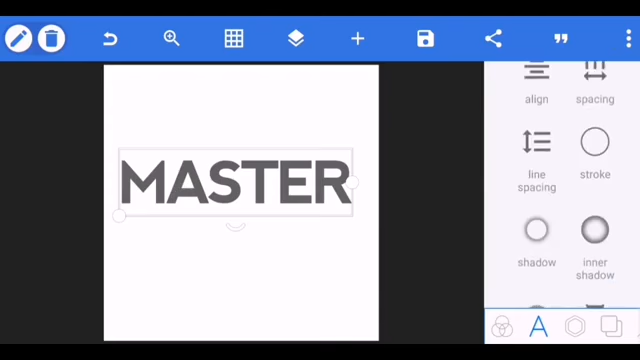 align
spacing
MASTER
line
spacing
stroke
shadow
inner
shadow